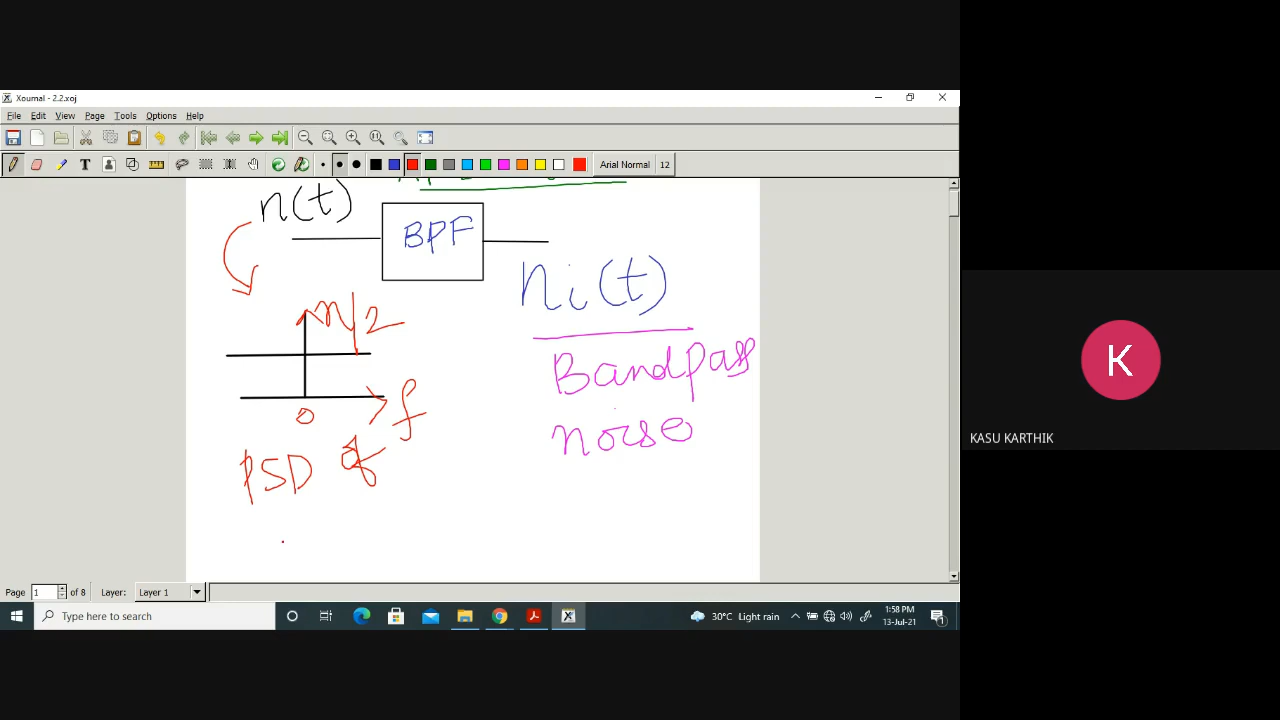 Xournal - 2.2.xoj
File Edit View Page Tools Options Help
Arial Normal 12
n(t)
BPF
ni(t)
η/2
Bandpass
0
f
noise
PSD of
K
KASU KARTHIK
Page 1 of 8 Layer: Layer 1
Type here to search
30°C Light rain
1:58 PM
13-Jul-21
1